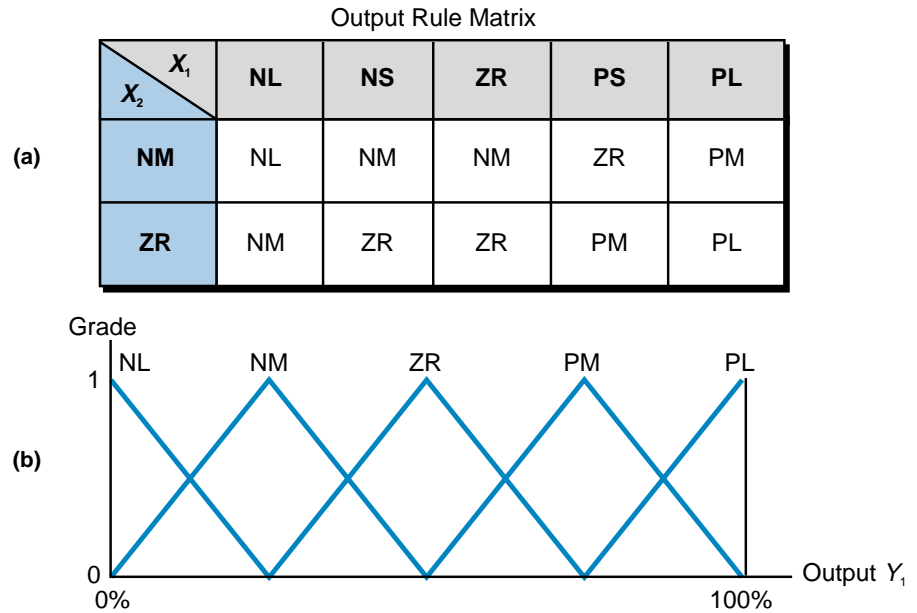 Output Rule Matrix
X₁ NL NS ZR PS PL
X₂
(a)
NM NL NM NM ZR PM
ZR NM ZR ZR PM PL
Grade
NL NM ZR PM PL
1
(b)
0
Output Y₁
0% 100%